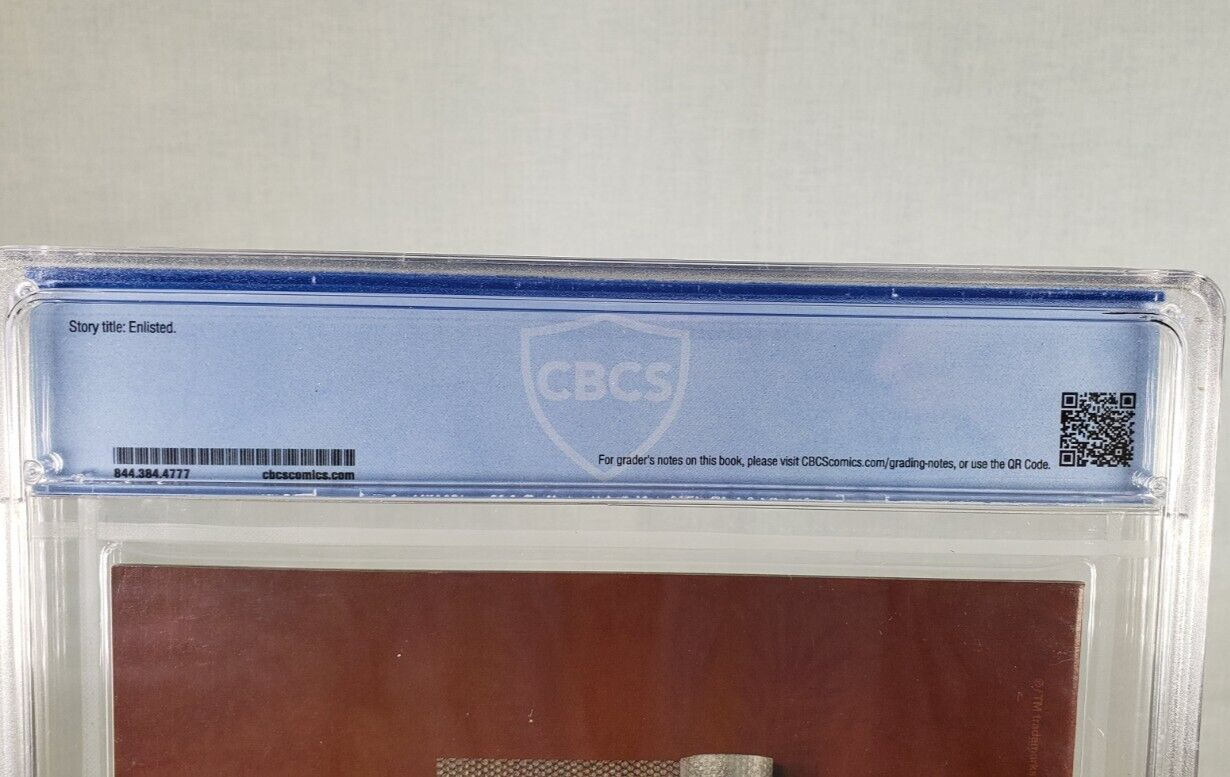 Story title: Enlisted.
CBCS
844.384.4777 cbcscomics.com
For grader's notes on this book, please visit CBCScomics.com/grading-notes, or use the QR Code.
©/TM